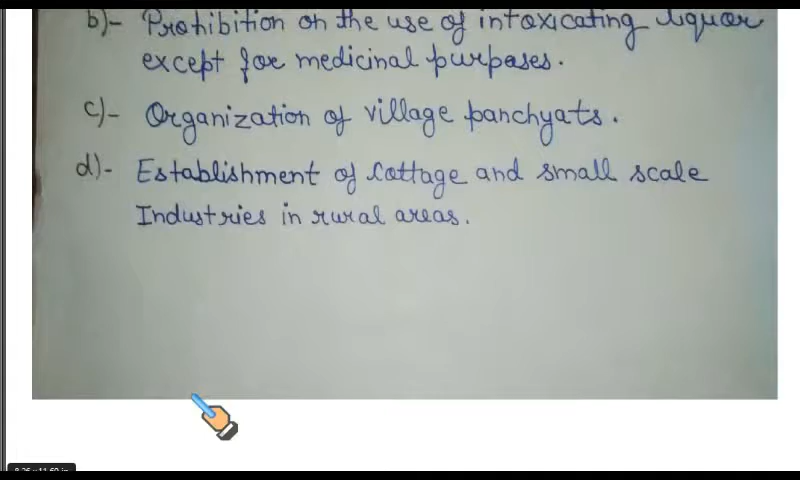 b)- Prohibition on the use of intoxicating liquor
except for medicinal purposes.
c)- Organization of village panchyats.
d)- Establishment of Cottage and small scale
Industries in rural areas.